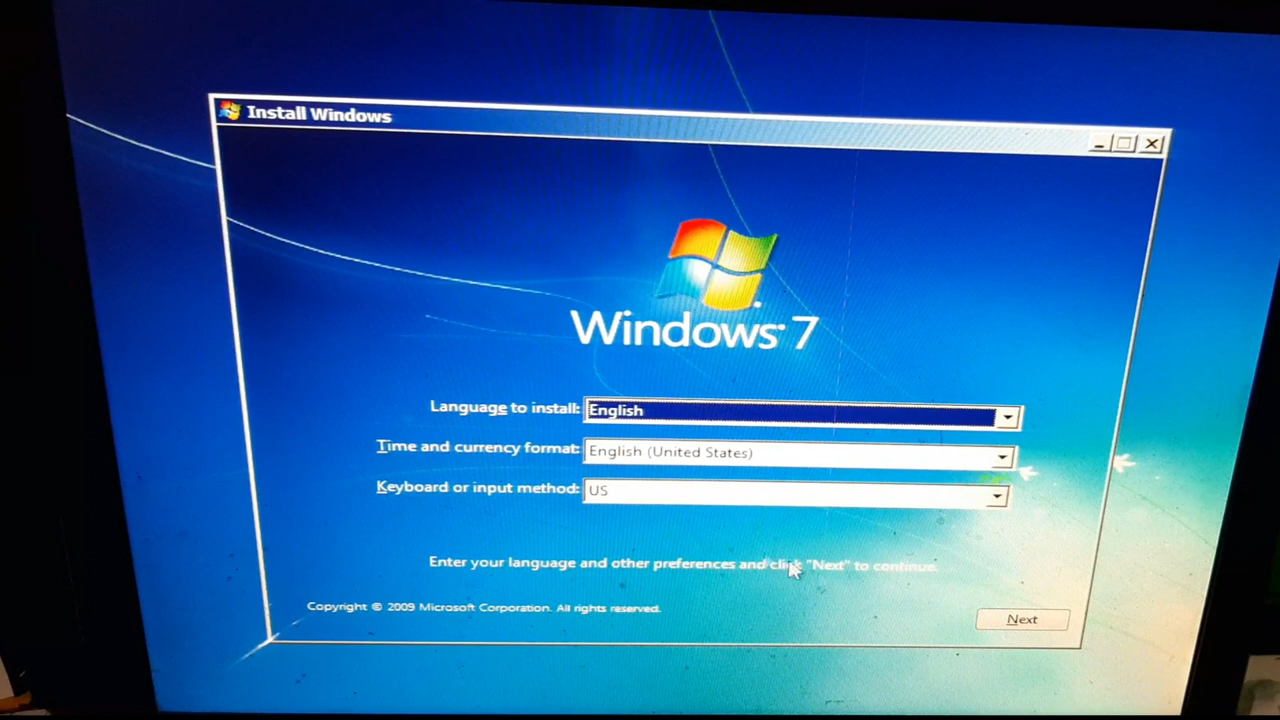 Install Windows
Windows 7
Language to install: English
Time and currency format: English (United States)
Keyboard or input method: US
Enter your language and other preferences and click "Next" to continue.
Copyright © 2009 Microsoft Corporation. All rights reserved.
Next